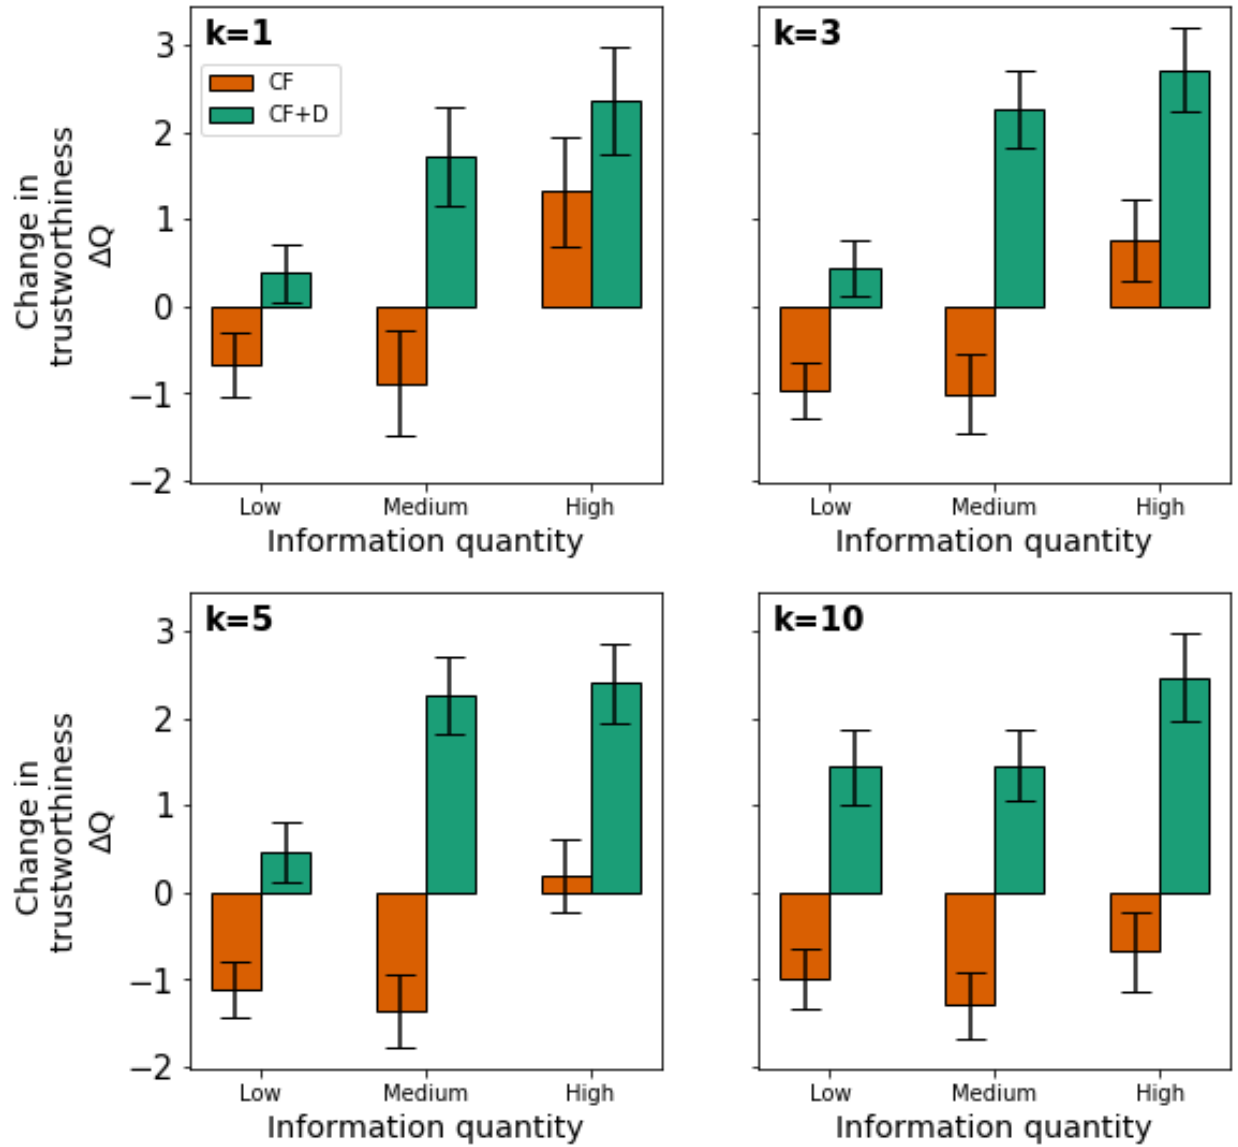 k=1
CF
CF+D
3
2
1
0
−1
−2
Change in
trustworthiness
ΔQ
Low
Medium
High
Information quantity
k=3
Low
Medium
High
Information quantity
k=5
3
2
1
0
−1
−2
Change in
trustworthiness
ΔQ
Low
Medium
High
Information quantity
k=10
Low
Medium
High
Information quantity